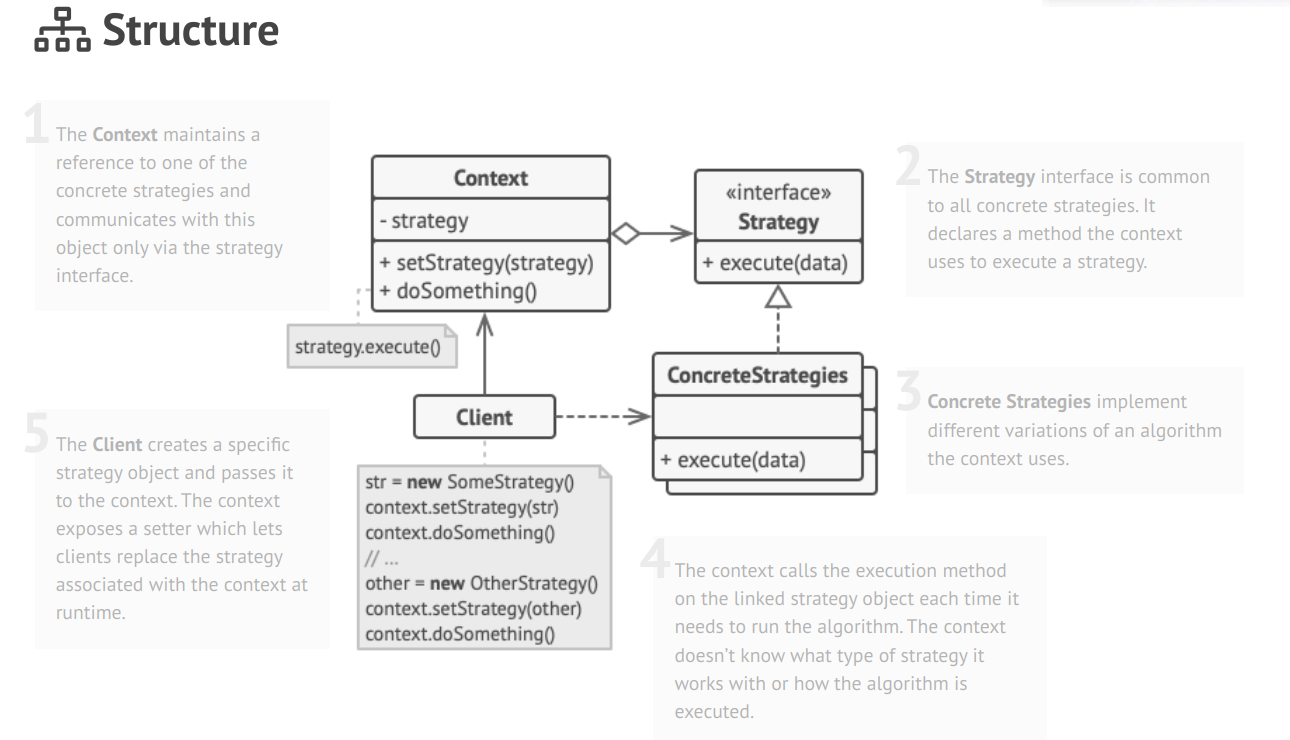 Structure
1
The Context maintains a
reference to one of the
concrete strategies and
communicates with this
object only via the strategy
interface.
Context
- strategy
+ setStrategy(strategy)
+ doSomething()
strategy.execute()
«interface»
Strategy
+ execute(data)
2
The Strategy interface is common
to all concrete strategies. It
declares a method the context
uses to execute a strategy.
ConcreteStrategies
+ execute(data)
3
Concrete Strategies implement
different variations of an algorithm
the context uses.
Client
str = new SomeStrategy()
context.setStrategy(str)
context.doSomething()
// ...
other = new OtherStrategy()
context.setStrategy(other)
context.doSomething()
4
The context calls the execution method
on the linked strategy object each time it
needs to run the algorithm. The context
doesn't know what type of strategy it
works with or how the algorithm is
executed.
5
The Client creates a specific
strategy object and passes it
to the context. The context
exposes a setter which lets
clients replace the strategy
associated with the context at
runtime.